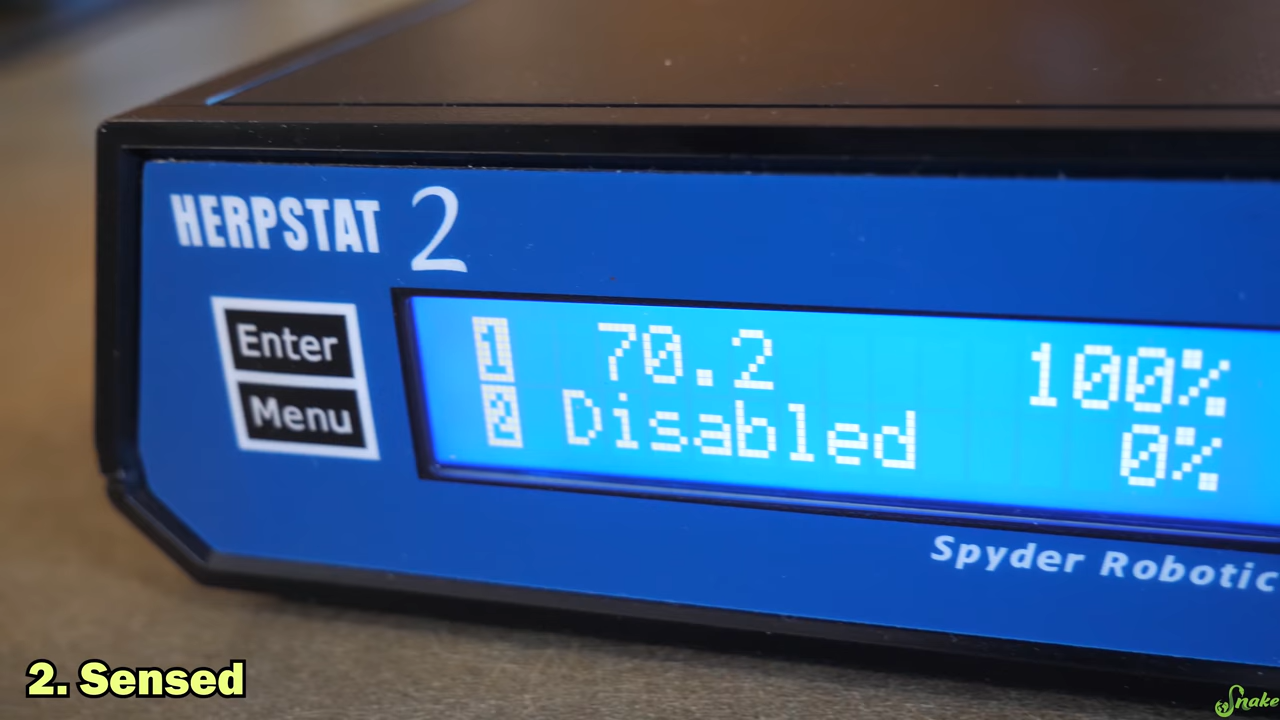 HERPSTAT 2
Enter
Menu
1 70.2 100%
2 Disabled 0%
Spyder Robotic
2. Sensed
Snake